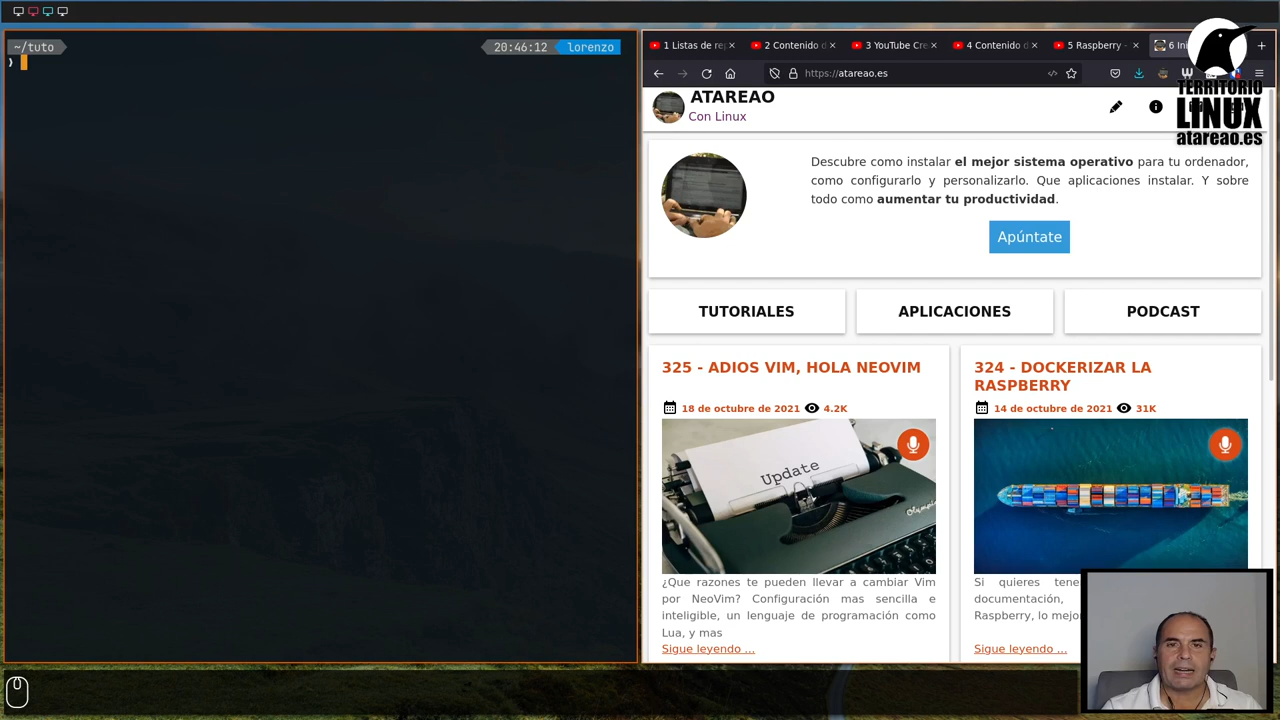 ~/tuto
20:46:12
lorenzo
1 Listas de re
2 Contenido d
3 YouTube Cre
4 Contenido d
5 Raspberry -
6 Ini
https://atareao.es
TERRITORIO
LINUX
atareao.es
ATAREAO
Con Linux
Descubre como instalar el mejor sistema operativo para tu ordenador,
como configurarlo y personalizarlo. Que aplicaciones instalar. Y sobre
todo como aumentar tu productividad.
Apúntate
TUTORIALES
APLICACIONES
PODCAST
325 - ADIOS VIM, HOLA NEOVIM
18 de octubre de 2021 4.2K
Update
Olympia
¿Que razones te pueden llevar a cambiar Vim
por NeoVim? Configuración mas sencilla e
inteligible, un lenguaje de programación como
Lua, y mas
Sigue leyendo ...
324 - DOCKERIZAR LA
RASPBERRY
14 de octubre de 2021 31K
Si quieres tene
documentación,
Raspberry, lo mejo
Sigue leyendo ...